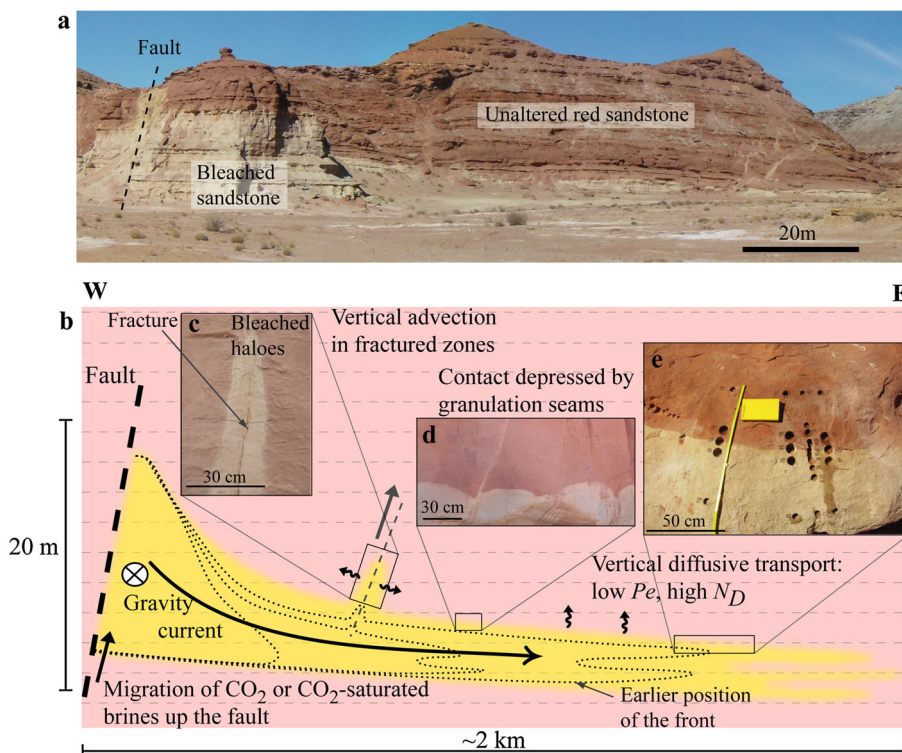 a
Fault
Unaltered red sandstone
Bleached
sandstone
20m
W
E
b
Fracture
c
Bleached
haloes
30 cm
Vertical advection
in fractured zones
Contact depressed by
granulation seams
d
30 cm
e
50 cm
Fault
20 m
Gravity
current
Vertical diffusive transport:
low Pe, high N_D
Migration of CO₂ or CO₂-saturated
brines up the fault
Earlier position
of the front
~2 km